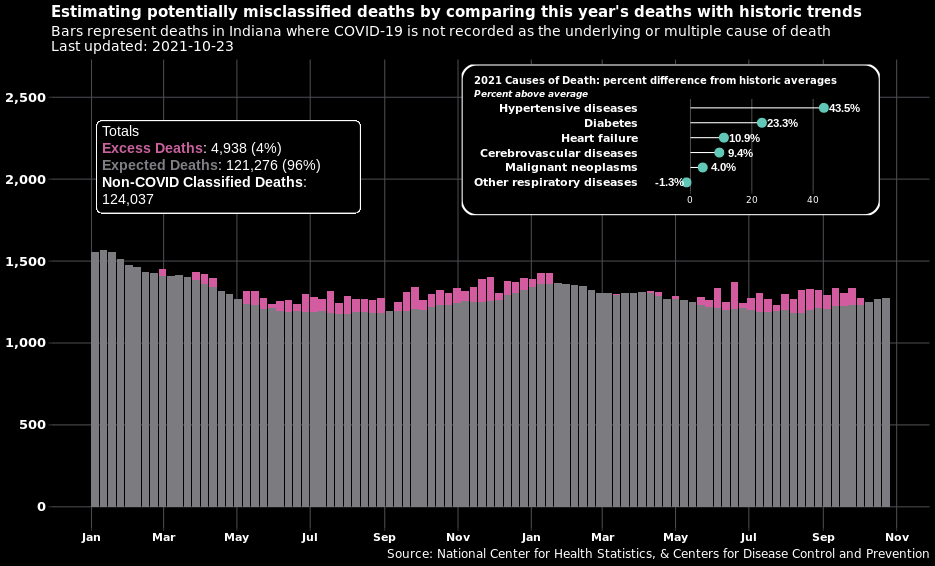 Estimating potentially misclassified deaths by comparing this year's deaths with historic trends
Bars represent deaths in Indiana where COVID-19 is not recorded as the underlying or multiple cause of death
Last updated: 2021-10-23
2021 Causes of Death: percent difference from historic averages
Percent above average
Hypertensive diseases 43.5%
Diabetes 23.3%
Heart failure 10.9%
Cerebrovascular diseases 9.4%
Malignant neoplasms 4.0%
Other respiratory diseases -1.3%
0 20 40
Totals
Excess Deaths: 4,938 (4%)
Expected Deaths: 121,276 (96%)
Non-COVID Classified Deaths:
124,037
2,500
2,000
1,500
1,000
500
0
Jan Mar May Jul Sep Nov Jan Mar May Jul Sep Nov
Source: National Center for Health Statistics, & Centers for Disease Control and Prevention